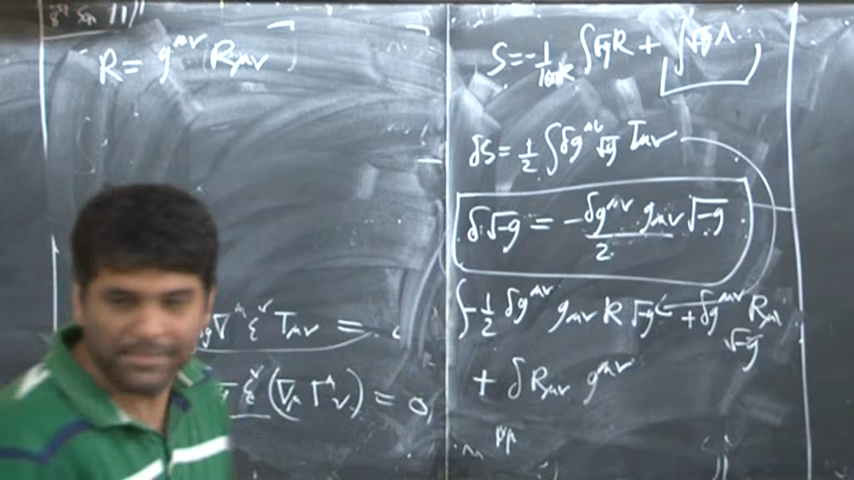 R = g^{μν} (R_{μν}
∇^μ ξ^ν T_{μν} =
ξ^ν (∇_μ T^μ_ν) = 0,
S = -1/16πK ∫√g R + ∫√g Λ...
δS = 1/2 ∫δg^{μν} √g T_{μν}
δ√-g = - δg^{μν} g_{μν} √-g / 2
∫-1/2 δg^{μν} g_{μν} R √-g + δg^{μν} R_{μν} √-g
+ δR_{μν} g^{μν}